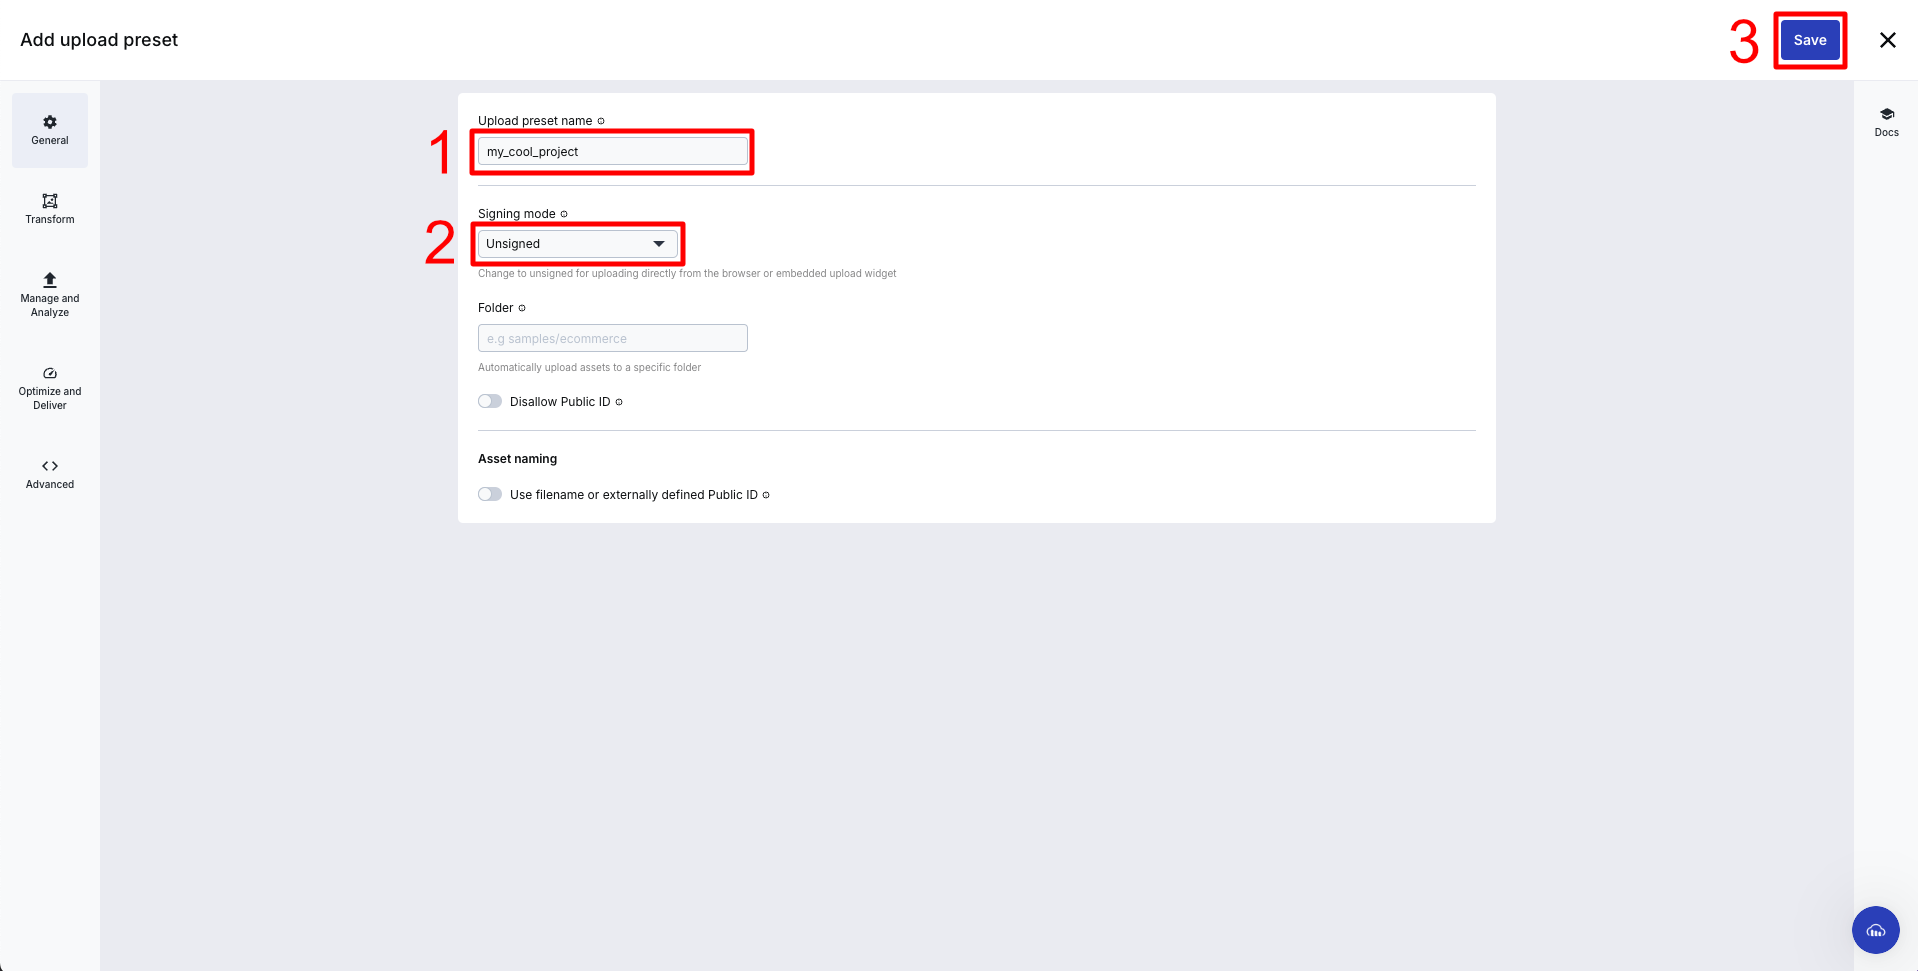 Add upload preset
3
Save
General
Transform
Manage and
Analyze
Optimize and
Deliver
Advanced
Upload preset name
1
my_cool_project
Signing mode
2
Unsigned
Change to unsigned for uploading directly from the browser or embedded upload widget
Folder
e.g samples/ecommerce
Automatically upload assets to a specific folder
Disallow Public ID
Asset naming
Use filename or externally defined Public ID
Docs